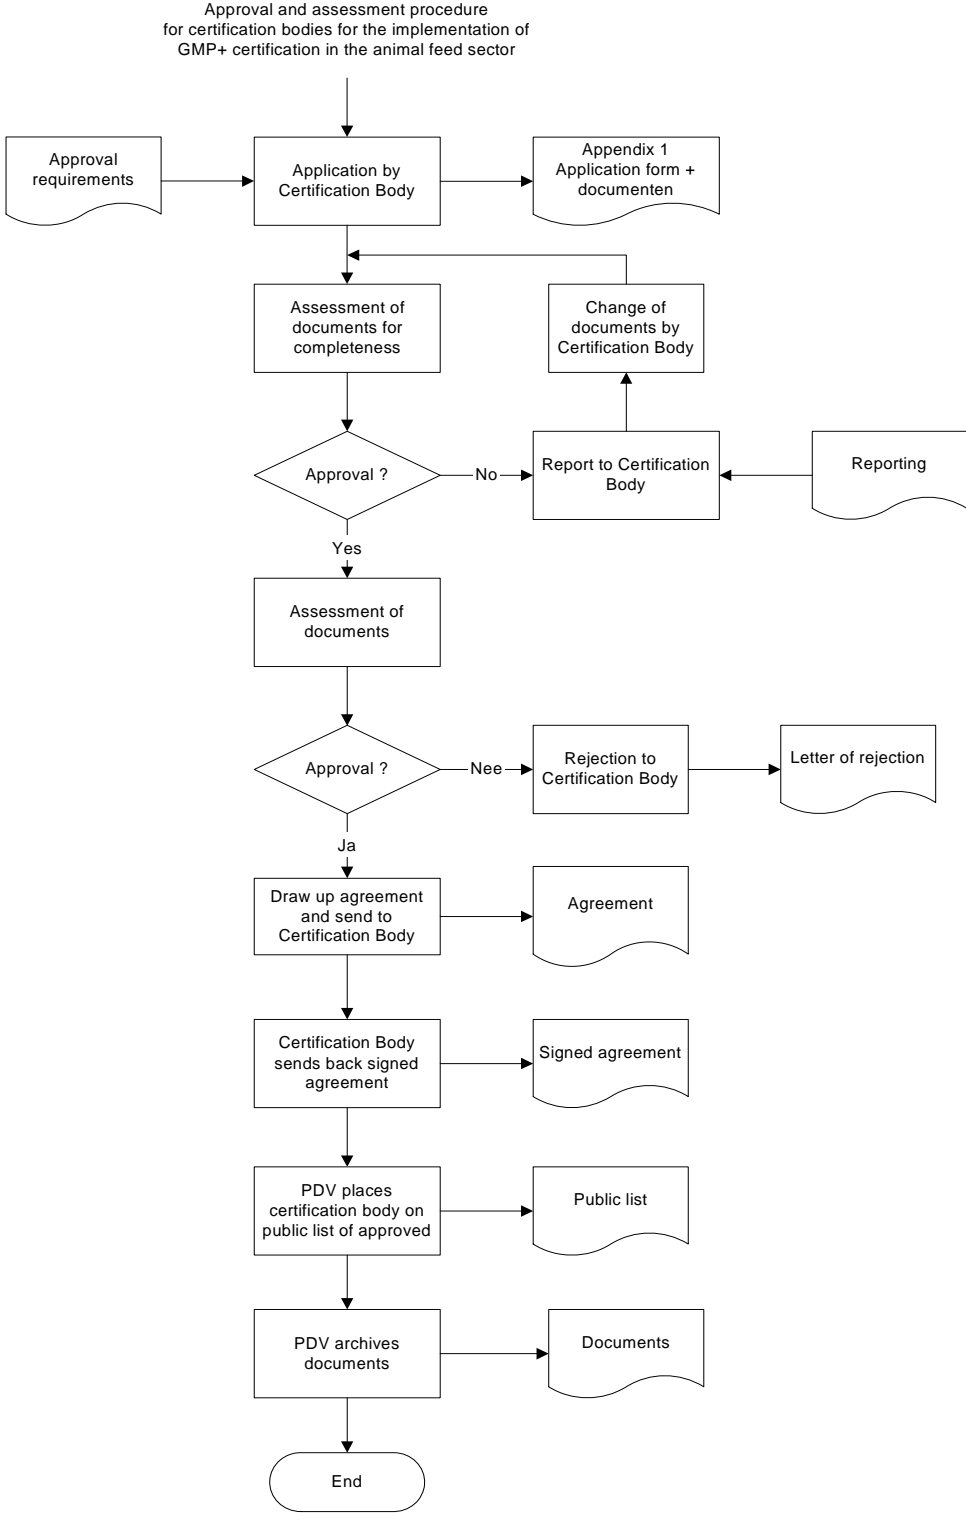 Approval and assessment procedure
for certification bodies for the implementation of
GMP+ certification in the animal feed sector
Approval
requirements
Application by
Certification Body
Appendix 1
Application form +
documenten
Assessment of
documents for
completeness
Change of
documents by
Certification Body
Approval ?
No
Report to Certification
Body
Reporting
Yes
Assessment of
documents
Approval ?
Nee
Rejection to
Certification Body
Letter of rejection
Ja
Draw up agreement
and send to
Certification Body
Agreement
Certification Body
sends back signed
agreement
Signed agreement
PDV places
certification body on
public list of approved
Public list
PDV archives
documents
Documents
End